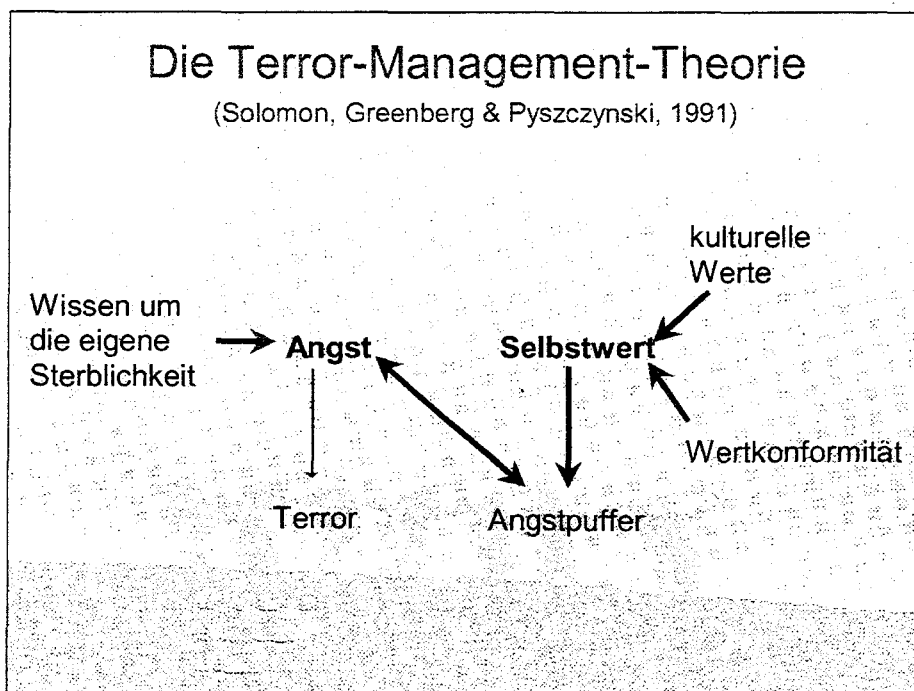 Die Terror-Management-Theorie
(Solomon, Greenberg & Pyszczynski, 1991)
kulturelle
Werte
Wissen um
die eigene
Sterblichkeit
Angst
Selbstwert
Wertkonformität
Terror
Angstpuffer